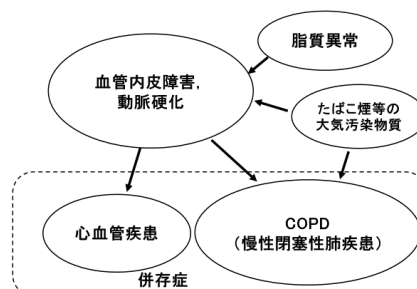 脂質異常
血管内皮障害,
動脈硬化
たばこ煙等の
大気汚染物質
心血管疾患
COPD
（慢性閉塞性肺疾患）
併存症